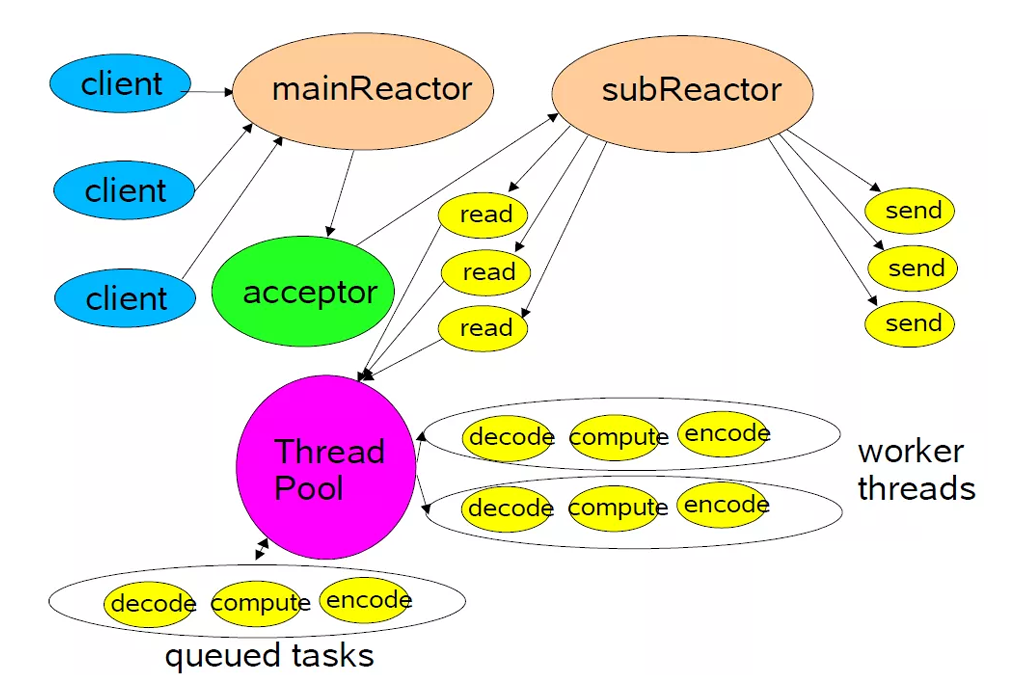 client
mainReactor
subReactor
client
read
send
client
acceptor
read
send
read
send
Thread
Pool
decode
compute
encode
worker
threads
decode
compute
encode
decode
compute
encode
queued tasks